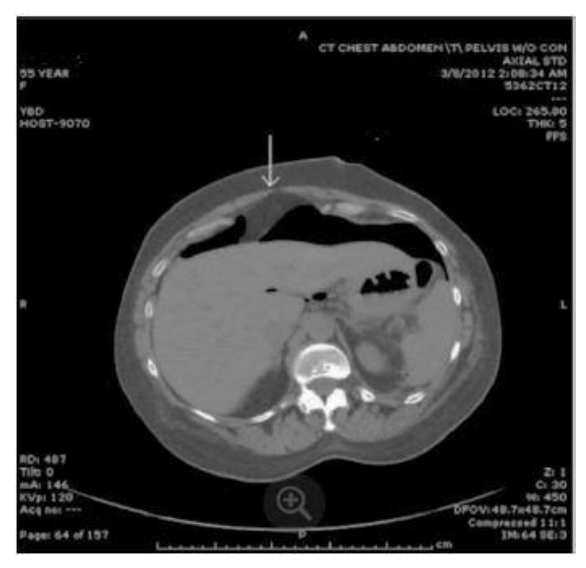 A
CT CHEST ABDOMEN \T\ PELVIS W/O CON
AXIAL STD
3/8/2012 2:08:34 AM
5362CT12
---
LOC: 265.80
THK: 5
FFS
55 YEAR
F
YBD
HOST-9070
R
L
RD: 487
Tilt: 0
mA: 146
KVp: 120
Acq no: ---
Page: 64 of 157
Z: 1
C: 30
W: 450
DFOV:48.7x48.7cm
Compressed 11:1
IM:64 SE:3
P
cm